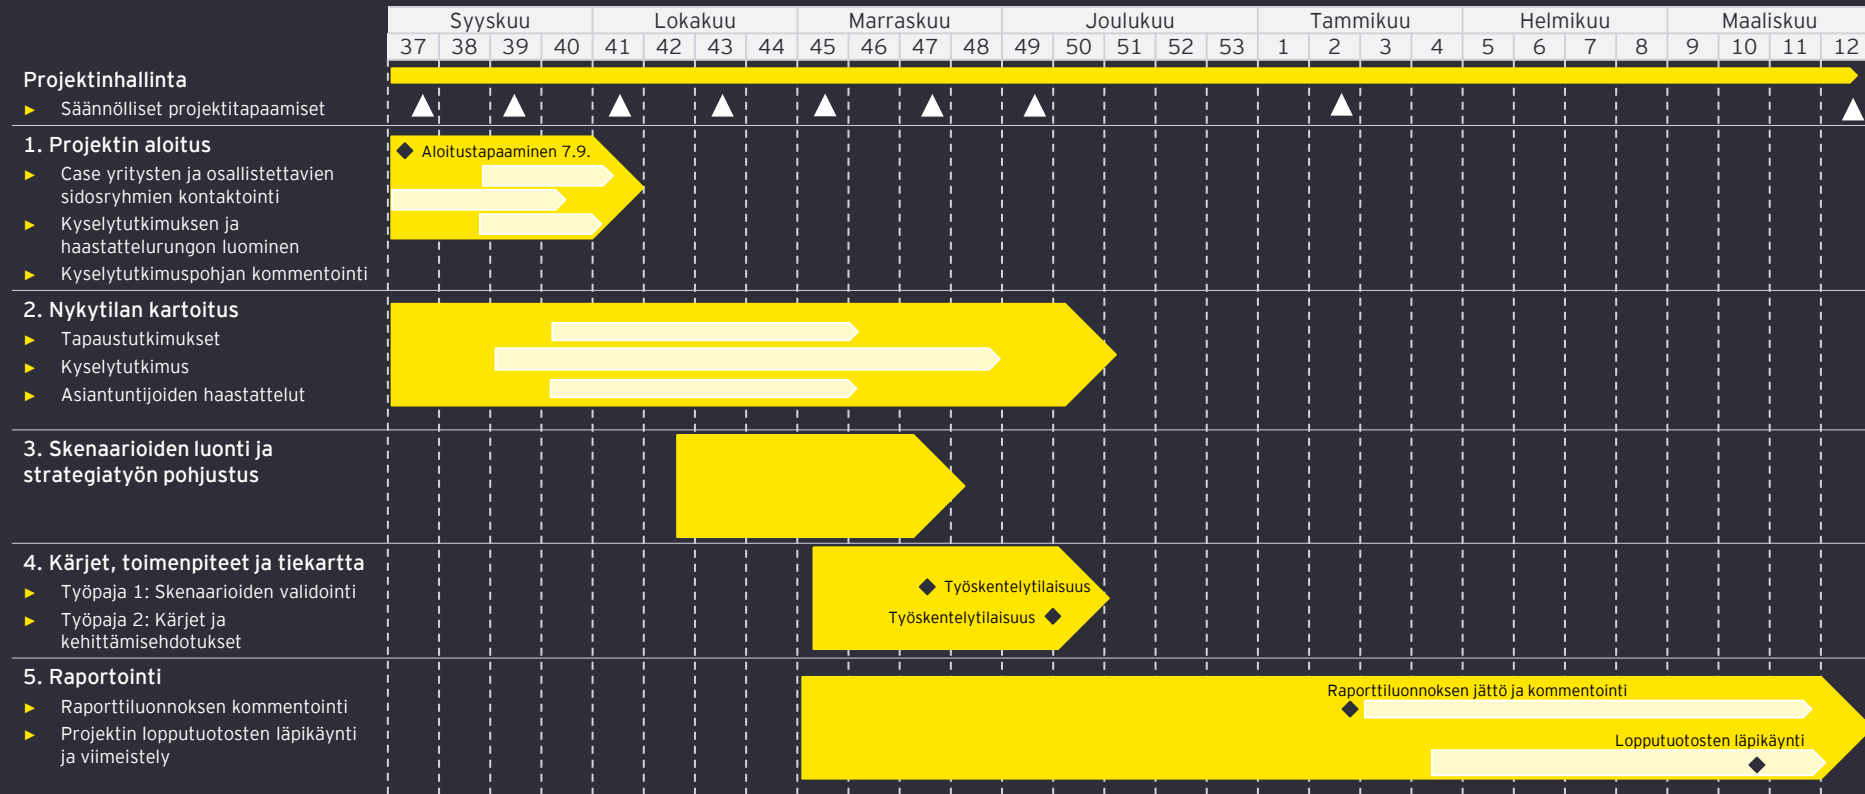 Syyskuu Lokakuu Marraskuu Joulukuu Tammikuu Helmikuu Maaliskuu
37 38 39 40 41 42 43 44 45 46 47 48 49 50 51 52 53 1 2 3 4 5 6 7 8 9 10 11 12
Projektinhallinta
► Säännölliset projektitapaamiset
1. Projektin aloitus
► Case yritysten ja osallistettavien
sidosryhmien kontaktointi
► Kyselytutkimuksen ja
haastattelurungon luominen
► Kyselytutkimuspohjan kommentointi
Aloitustapaaminen 7.9.
2. Nykytilan kartoitus
► Tapaustutkimukset
► Kyselytutkimus
► Asiantuntijoiden haastattelut
3. Skenaarioiden luonti ja
strategiatyön pohjustus
4. Kärjet, toimenpiteet ja tiekartta
► Työpaja 1: Skenaarioiden validointi
► Työpaja 2: Kärjet ja
kehittämisehdotukset
Työskentelytilaisuus
Työskentelytilaisuus
5. Raportointi
► Raporttiluonnoksen kommentointi
► Projektin lopputuotosten läpikäynti
ja viimeistely
Raporttiluonnoksen jättö ja kommentointi
Lopputuotosten läpikäynti